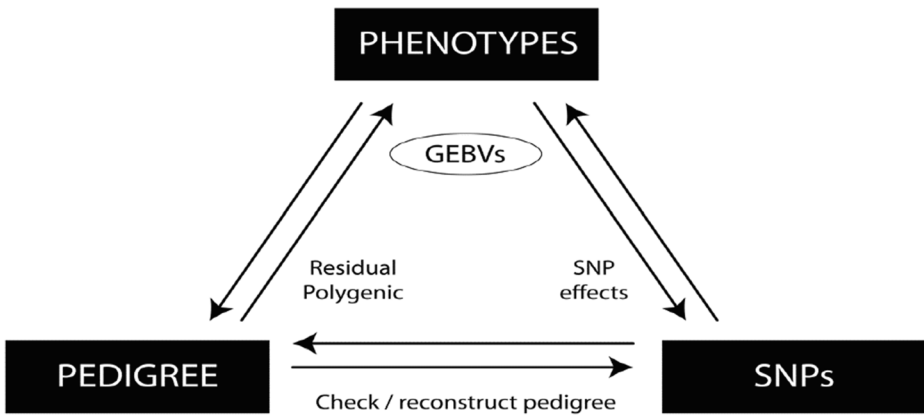 PHENOTYPES
GEBVs
Residual
Polygenic
SNP
effects
PEDIGREE
SNPs
Check / reconstruct pedigree